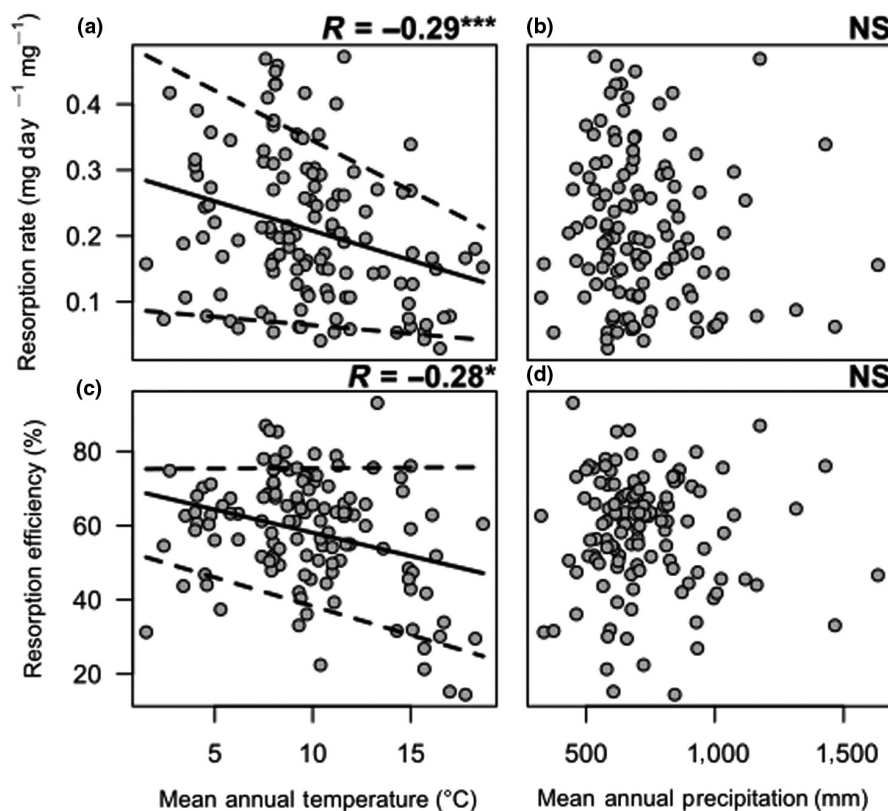 (a) R = –0.29***
(b) NS
Resorption rate (mg day −1 mg−1)
0.4
0.3
0.2
0.1
(c) R = –0.28*
(d) NS
Resorption efficiency (%)
80
60
40
20
5 10 15
500 1,000 1,500
Mean annual temperature (°C)
Mean annual precipitation (mm)